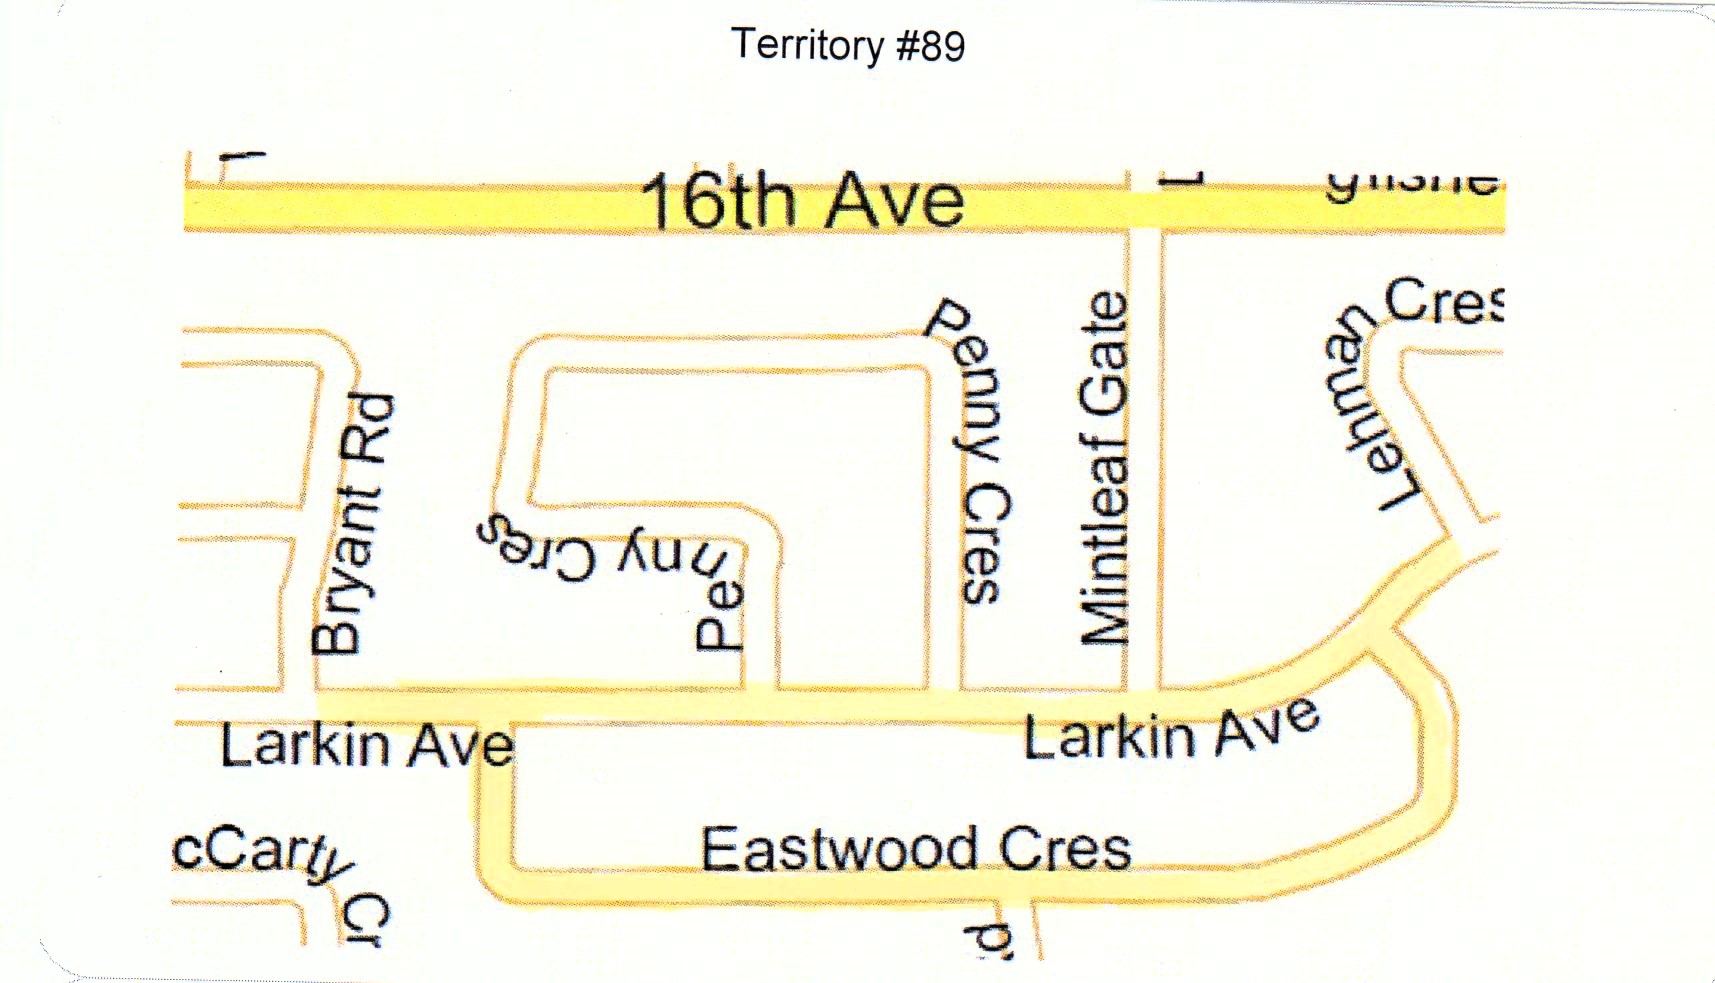 Territory #89
16th Ave
Cres
Lehman
Penny Cres
Mintleaf Gate
Bryant Rd
Penny Cres
Larkin Ave
Larkin Ave
Eastwood Cres
cCarty Cr